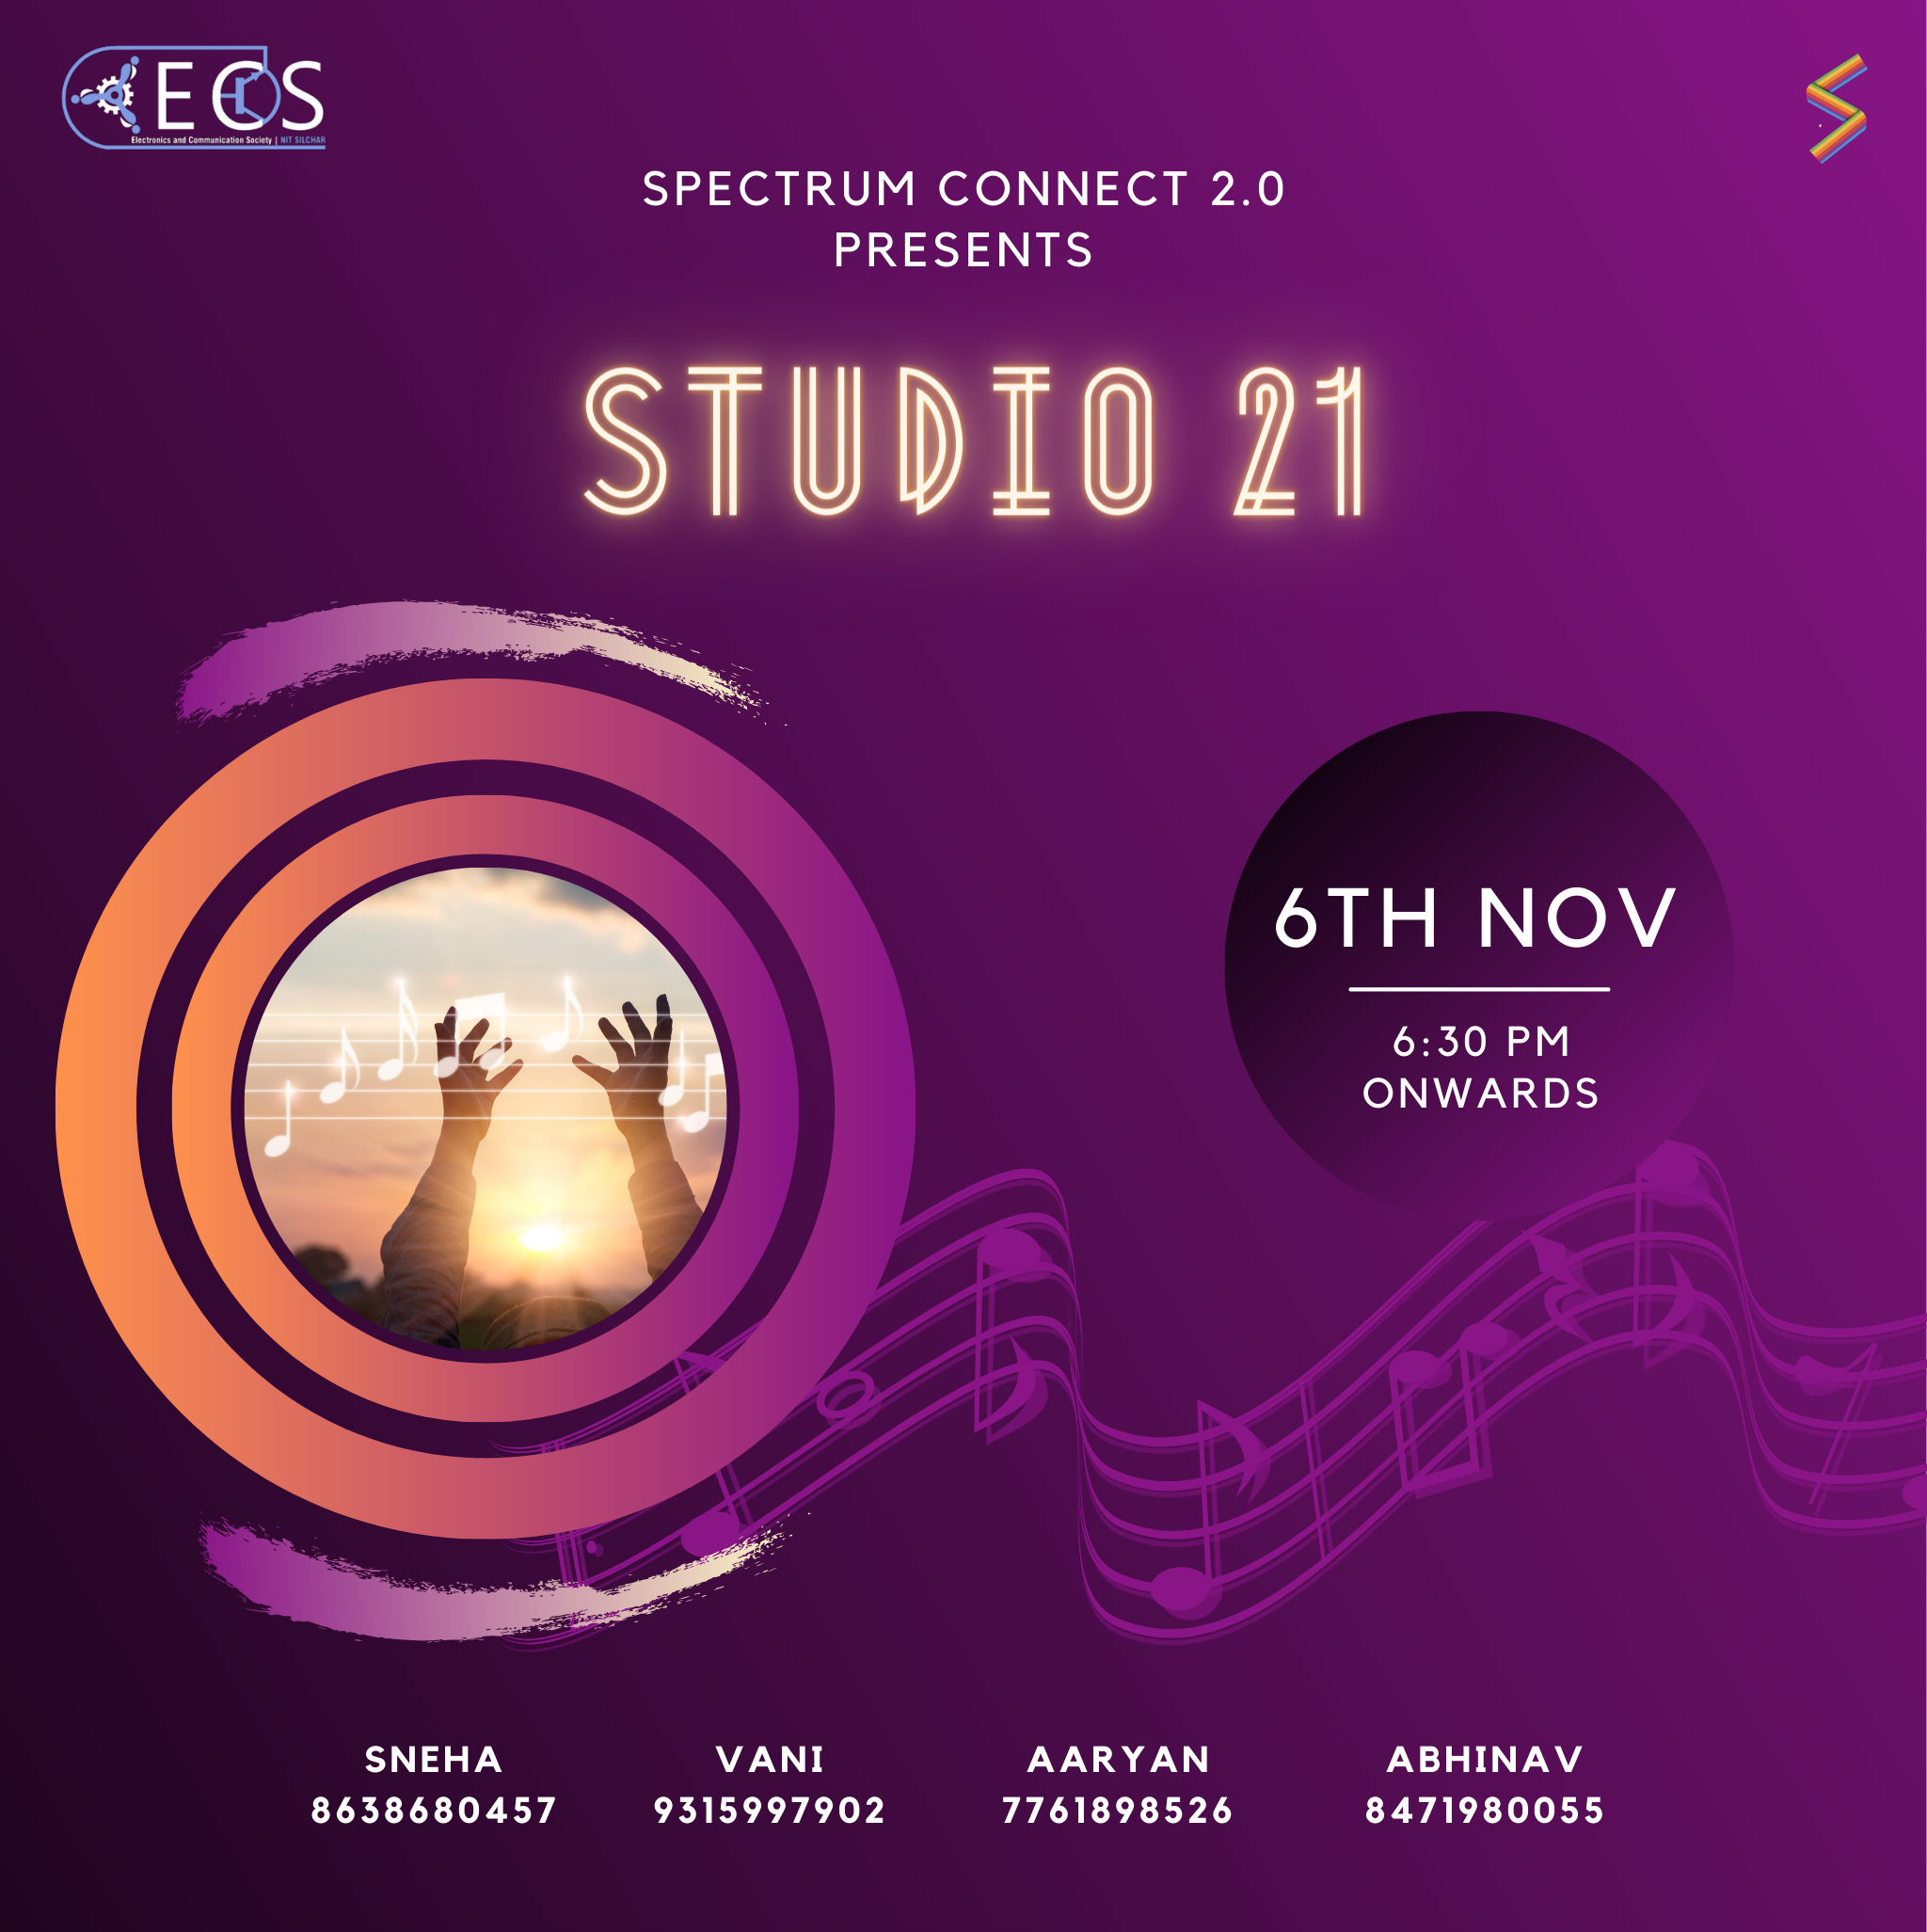 ECS
Electronics and Communication Society | NIT SILCHAR
SPECTRUM CONNECT 2.0
PRESENTS
STUDIO 21
6TH NOV
6:30 PM
ONWARDS
SNEHA
8638680457
VANI
9315997902
AARYAN
7761898526
ABHINAV
8471980055